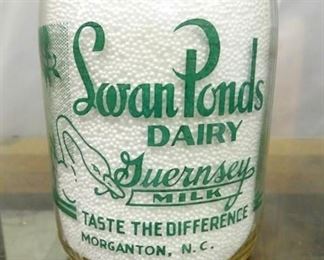 Swan Ponds
DAIRY
Guernsey
MILK
TASTE THE DIFFERENCE
MORGANTON, N.C.